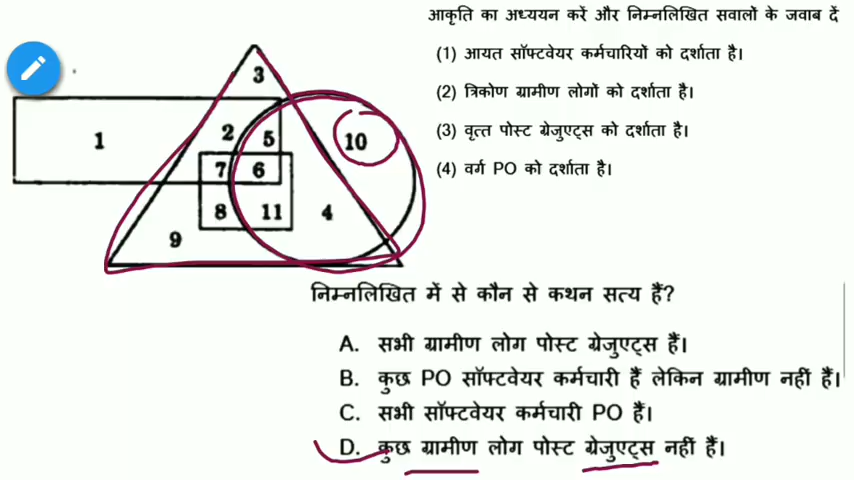 आकृति का अध्ययन करें और निम्नलिखित सवालों के जवाब दें
(1) आयत सॉफ्टवेयर कर्मचारियों को दर्शाता है।
(2) त्रिकोण ग्रामीण लोगों को दर्शाता है।
(3) वृत्त पोस्ट ग्रेजुएट्स को दर्शाता है।
(4) वर्ग PO को दर्शाता है।
3
1
2
5
10
7
6
8
11
4
9
निम्नलिखित में से कौन से कथन सत्य हैं?
A. सभी ग्रामीण लोग पोस्ट ग्रेजुएट्स हैं।
B. कुछ PO सॉफ्टवेयर कर्मचारी हैं लेकिन ग्रामीण नहीं हैं।
C. सभी सॉफ्टवेयर कर्मचारी PO हैं।
D. कुछ ग्रामीण लोग पोस्ट ग्रेजुएट्स नहीं हैं।